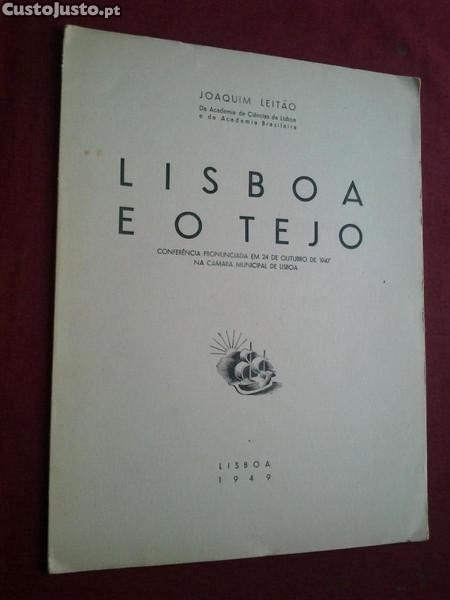 CustoJusto.pt
JOAQUIM LEITÃO
Da Academia de Ciências de Lisboa
e da Academia Brasileira
LISBOA
E O TEJO
CONFERÊNCIA PRONUNCIADA EM 24 DE OUTUBRO DE 1947
NA CAMARA MUNICIPAL DE LISBOA
LISBOA
1949